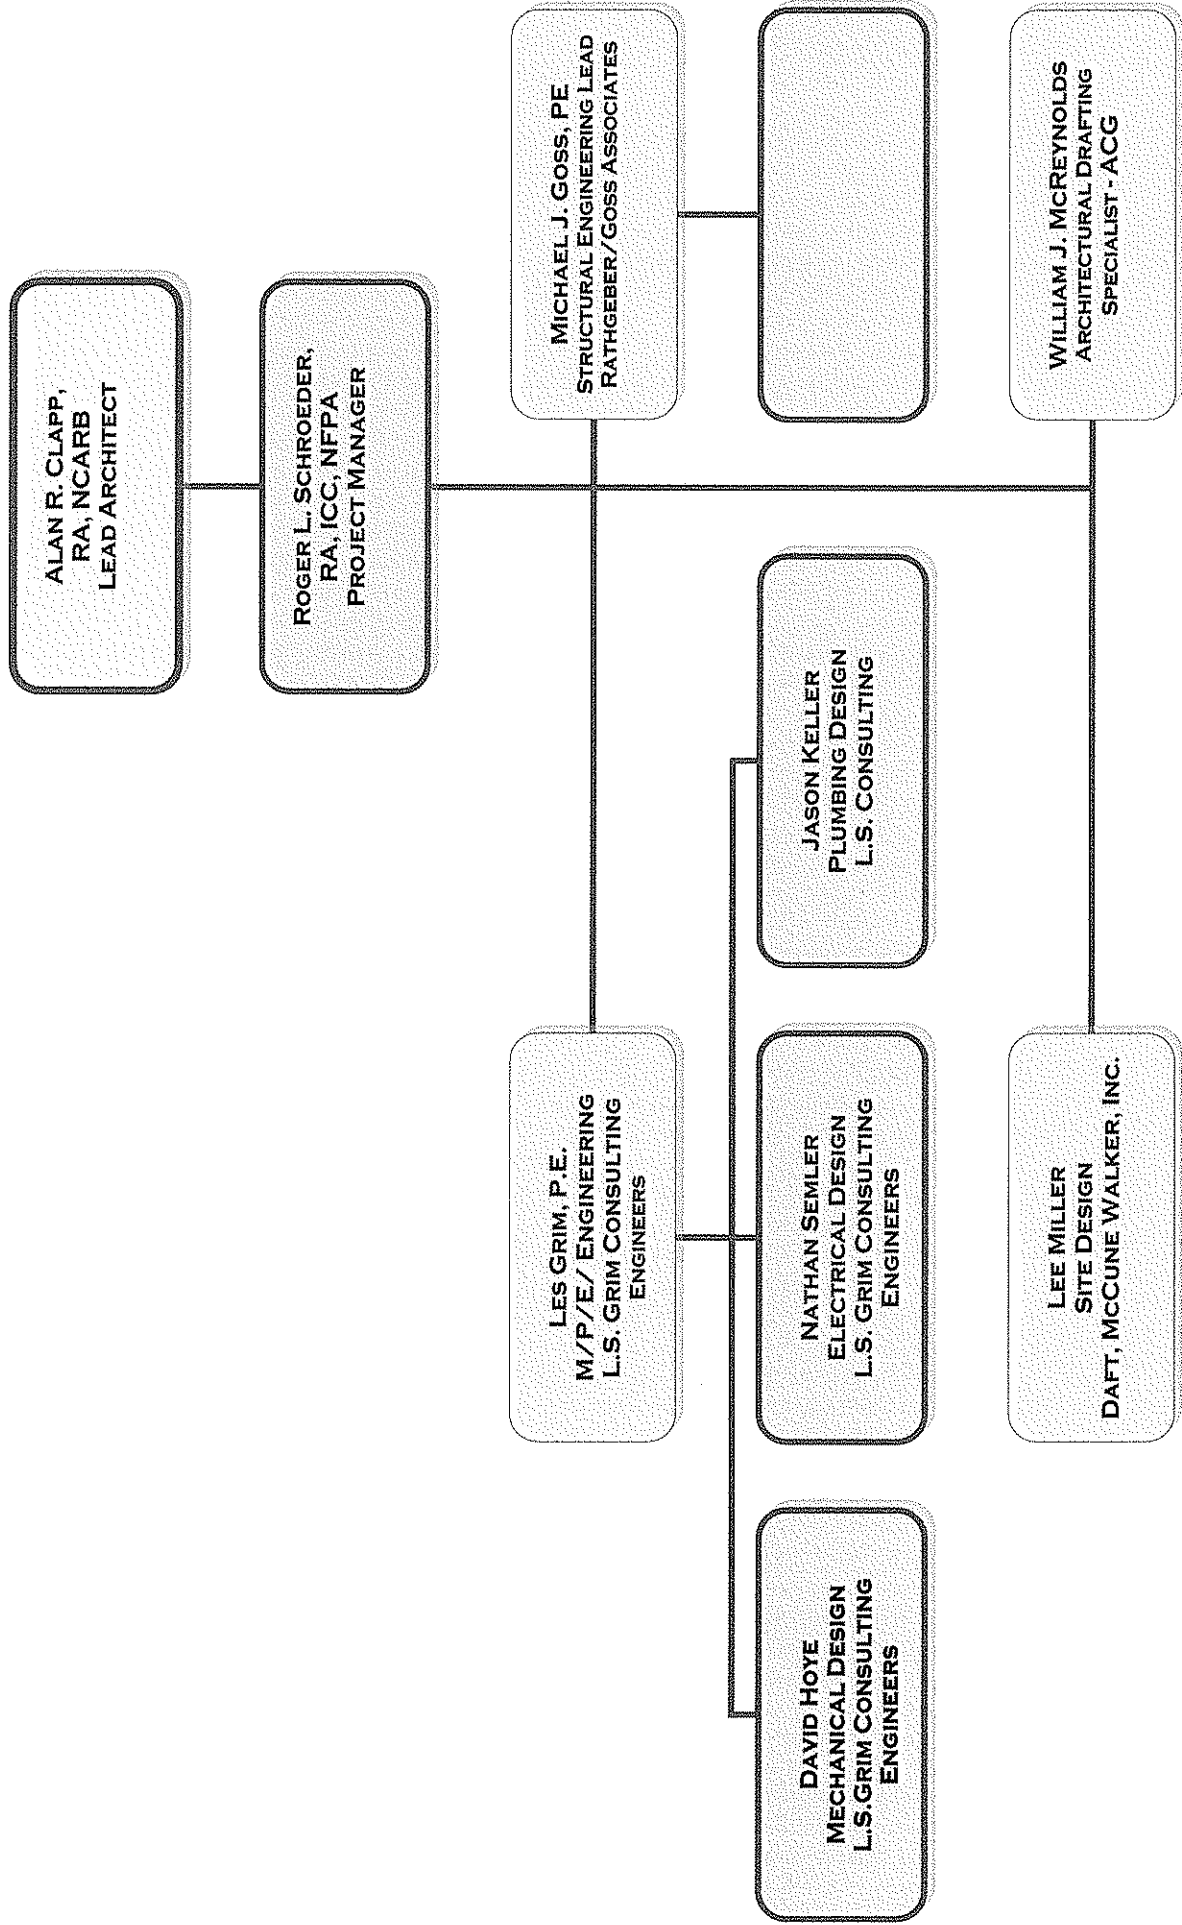 ALAN R. CLAPP,
RA, NCARB
LEAD ARCHITECT
ROGER L. SCHROEDER,
RA, ICC, NFPA
PROJECT MANAGER
LES GRIM, P.E.
M/P/E/ ENGINEERING
L.S. GRIM CONSULTING
ENGINEERS
MICHAEL J. GOSS, PE
STRUCTURAL ENGINEERING LEAD
RATHGEBER/GOSS ASSOCIATES
DAVID HOYE
MECHANICAL DESIGN
L.S.GRIM CONSULTING
ENGINEERS
NATHAN SEMLER
ELECTRICAL DESIGN
L.S. GRIM CONSULTING
ENGINEERS
JASON KELLER
PLUMBING DESIGN
L.S. CONSULTING
LEE MILLER
SITE DESIGN
DAFT, MCCUNE WALKER, INC.
WILLIAM J. MCREYNOLDS
ARCHITECTURAL DRAFTING
SPECIALIST - ACG